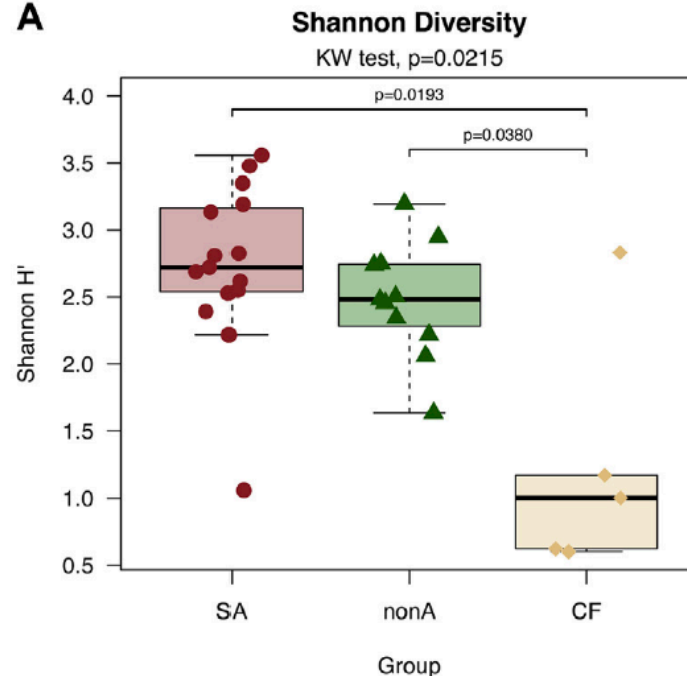 A
Shannon Diversity
KW test, p=0.0215
p=0.0193
p=0.0380
4.0
3.5
3.0
2.5
2.0
1.5
1.0
0.5
Shannon H'
SA
nonA
CF
Group